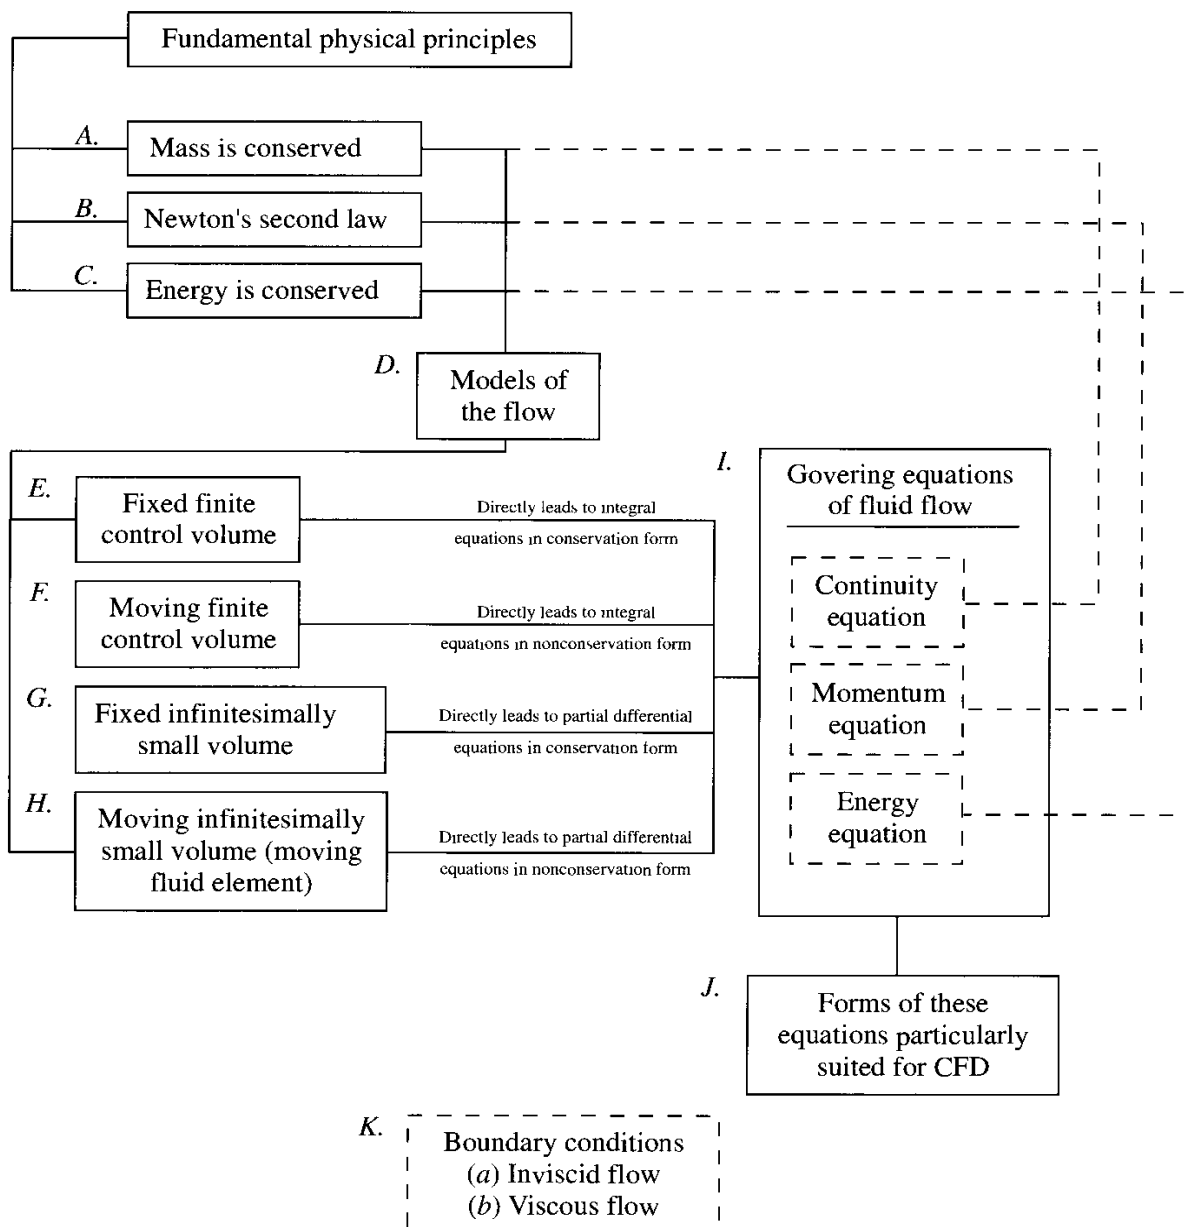 Fundamental physical principles
A.
Mass is conserved
B.
Newton's second law
C.
Energy is conserved
D.
Models of
the flow
E.
Fixed finite
control volume
Directly leads to integral
equations in conservation form
F.
Moving finite
control volume
Directly leads to integral
equations in nonconservation form
G.
Fixed infinitesimally
small volume
Directly leads to partial differential
equations in conservation form
H.
Moving infinitesimally
small volume (moving
fluid element)
Directly leads to partial differential
equations in nonconservation form
I.
Govering equations
of fluid flow
Continuity
equation
Momentum
equation
Energy
equation
J.
Forms of these
equations particularly
suited for CFD
K.
Boundary conditions
(a) Inviscid flow
(b) Viscous flow